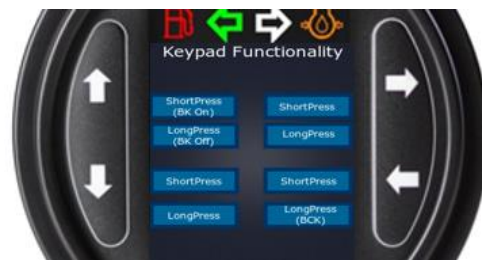 Keypad Functionality
ShortPress
(BK On)
ShortPress
LongPress
(BK Off)
LongPress
ShortPress
ShortPress
LongPress
LongPress
(BCK)